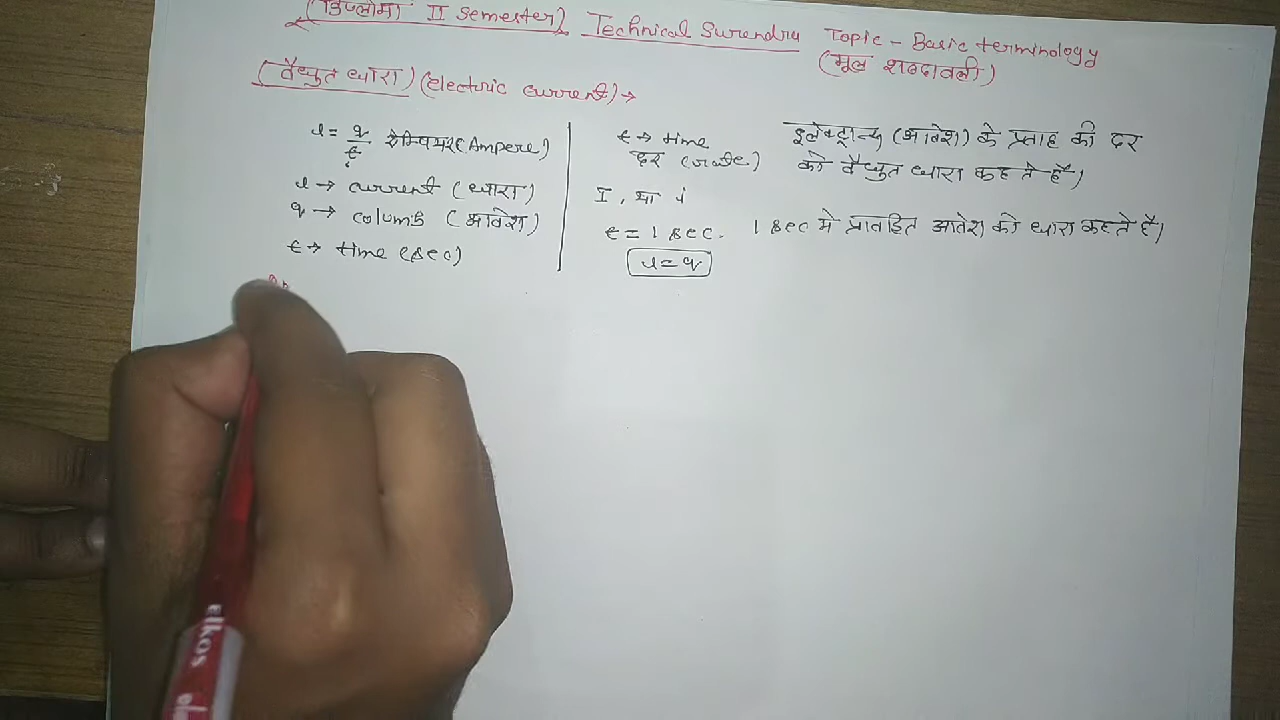 (डिप्लोमा II Semester) Technical Surendra Topic - Basic terminology
(मूल शब्दावली)
(वैधुत धारा) (electric current) →
i = q/t ऐम्पियर (Ampere)
i → current (धारा)
q → columb (आवेश)
t → time (sec)
t → time
दर (rate)
I, या i
t = 1 sec.
i = q
इलेक्ट्रान्स (आवेश) के प्रवाह की दर
को वैधुत धारा कहते हैं।
1 sec मे प्रावहित आवेश को धारा कहते है।
elkos